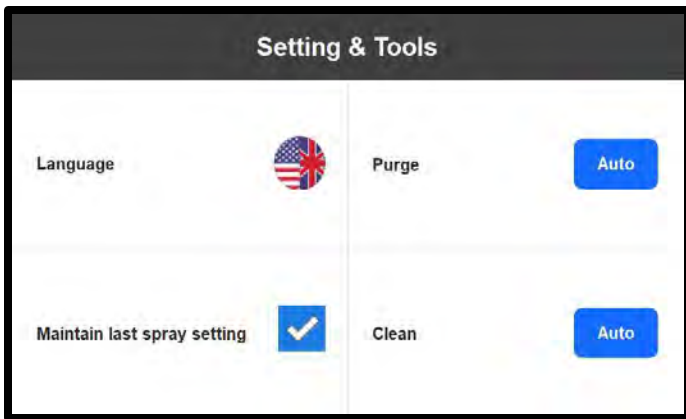 Setting & Tools
Language
Purge
Auto
Maintain last spray setting
Clean
Auto